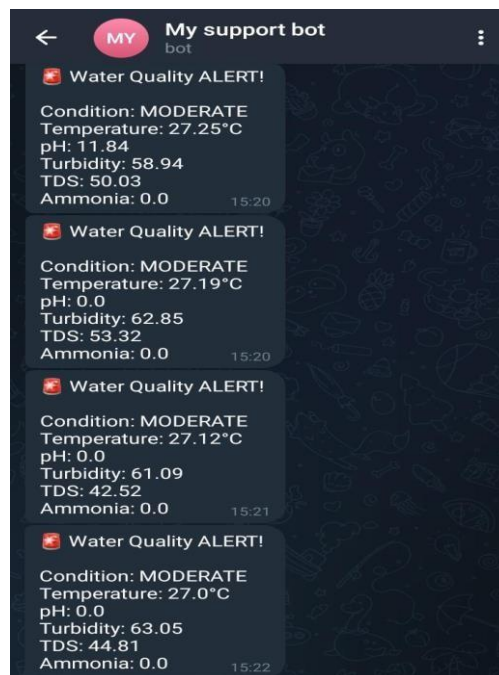 MY
My support bot
bot
🚨 Water Quality ALERT!
Condition: MODERATE
Temperature: 27.25°C
pH: 11.84
Turbidity: 58.94
TDS: 50.03
Ammonia: 0.0 15:20
🚨 Water Quality ALERT!
Condition: MODERATE
Temperature: 27.19°C
pH: 0.0
Turbidity: 62.85
TDS: 53.32
Ammonia: 0.0 15:20
🚨 Water Quality ALERT!
Condition: MODERATE
Temperature: 27.12°C
pH: 0.0
Turbidity: 61.09
TDS: 42.52
Ammonia: 0.0 15:21
🚨 Water Quality ALERT!
Condition: MODERATE
Temperature: 27.0°C
pH: 0.0
Turbidity: 63.05
TDS: 44.81
Ammonia: 0.0 15:22